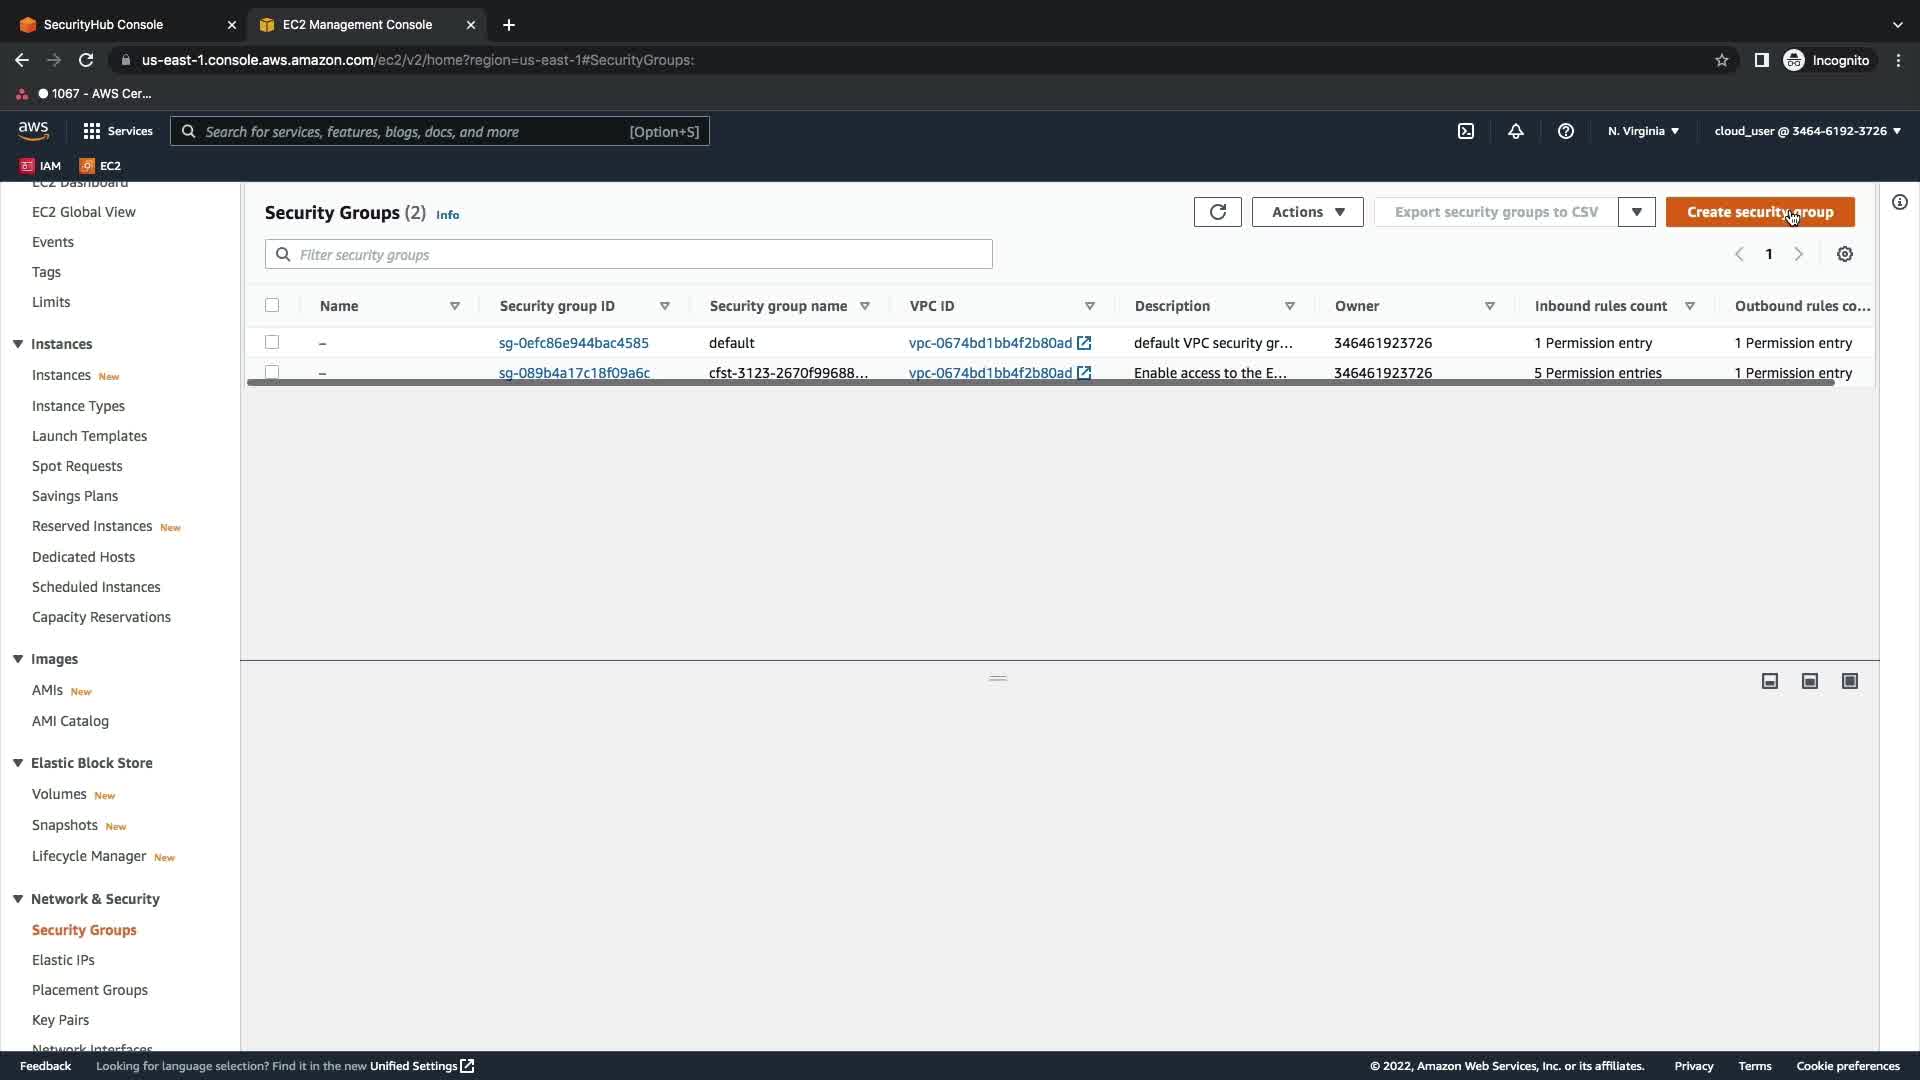 SecurityHub Console
EC2 Management Console
us-east-1.console.aws.amazon.com/ec2/v2/home?region=us-east-1#SecurityGroups:
Incognito
1067 - AWS Cer...
aws
Services
Search for services, features, blogs, docs, and more
[Option+S]
N. Virginia
cloud_user @ 3464-6192-3726
IAM
EC2
EC2 Dashboard
EC2 Global View
Events
Tags
Limits
Instances
Instances New
Instance Types
Launch Templates
Spot Requests
Savings Plans
Reserved Instances New
Dedicated Hosts
Scheduled Instances
Capacity Reservations
Images
AMIs New
AMI Catalog
Elastic Block Store
Volumes New
Snapshots New
Lifecycle Manager New
Network & Security
Security Groups
Elastic IPs
Placement Groups
Key Pairs
Network Interfaces
Security Groups (2) Info
Actions
Export security groups to CSV
Create security group
Filter security groups
1
Name Security group ID Security group name VPC ID Description Owner Inbound rules count Outbound rules co...
– sg-0efc86e944bac4585 default vpc-0674bd1bb4f2b80ad default VPC security gr... 346461923726 1 Permission entry 1 Permission entry
– sg-089b4a17c18f09a6c cfst-3123-2670f99688... vpc-0674bd1bb4f2b80ad Enable access to the E... 346461923726 5 Permission entries 1 Permission entry
Feedback
Looking for language selection? Find it in the new Unified Settings
© 2022, Amazon Web Services, Inc. or its affiliates.
Privacy
Terms
Cookie preferences